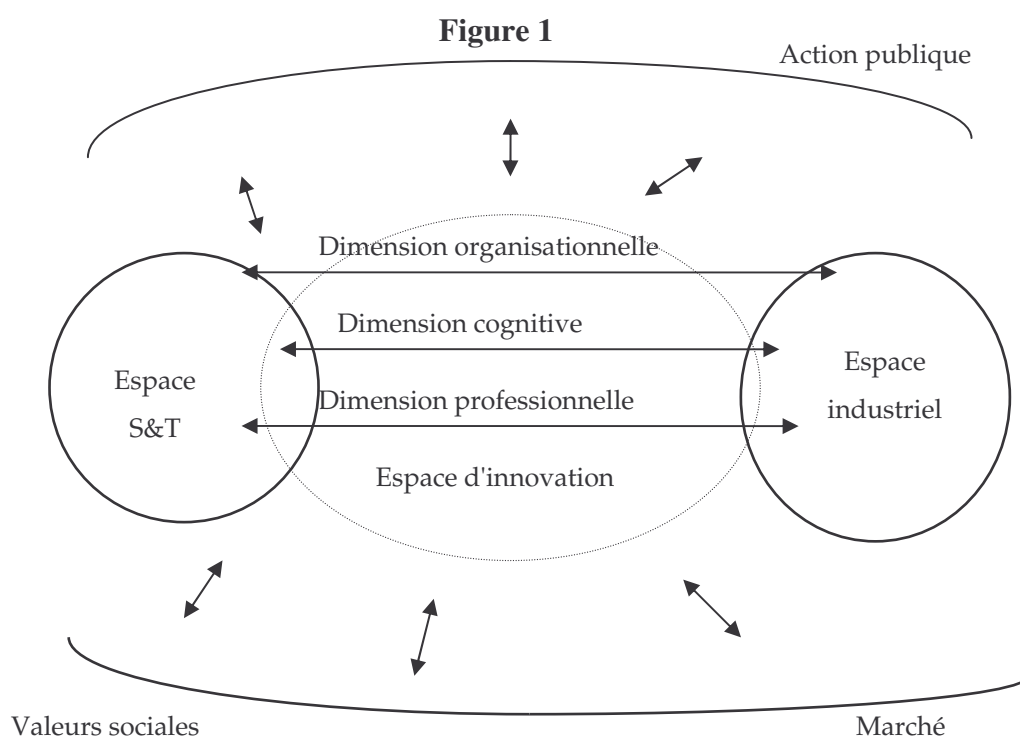 Figure 1
Action publique
Dimension organisationnelle
Dimension cognitive
Espace
industriel
Espace
S&T
Dimension professionnelle
Espace d'innovation
Valeurs sociales
Marché